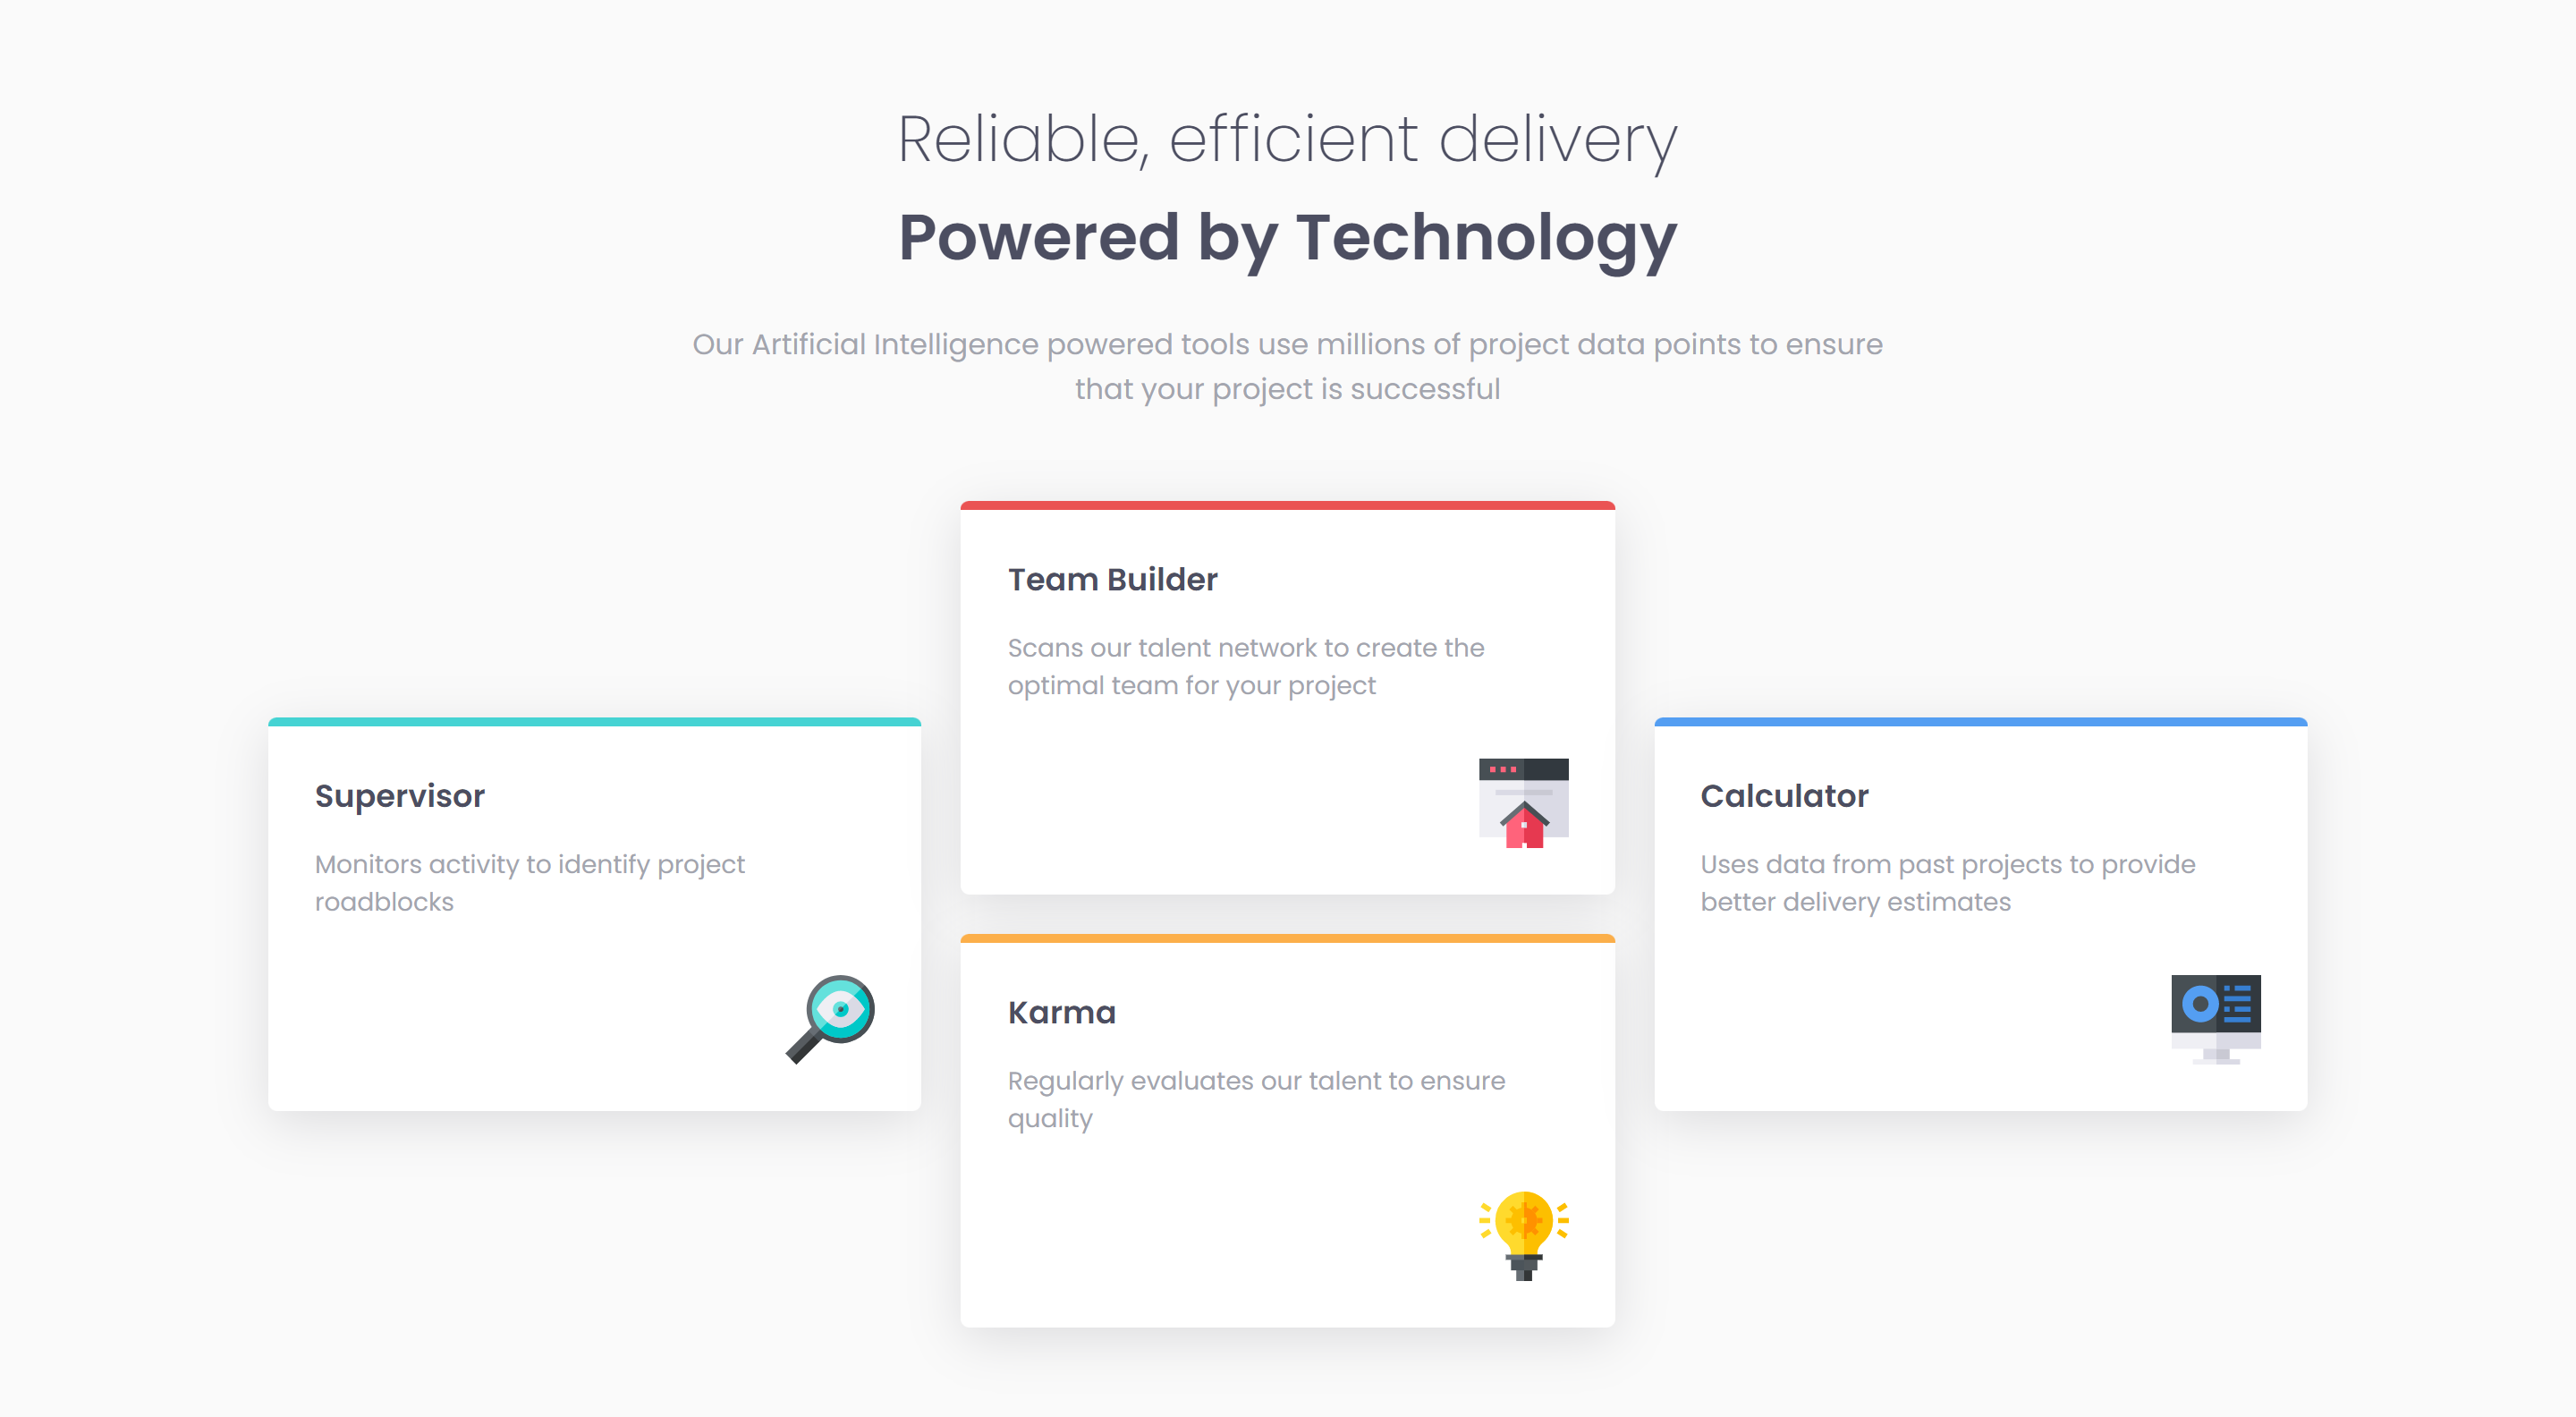 Reliable, efficient delivery
Powered by Technology
Our Artificial Intelligence powered tools use millions of project data points to ensure
that your project is successful
Supervisor
Monitors activity to identify project
roadblocks
Team Builder
Scans our talent network to create the
optimal team for your project
Karma
Regularly evaluates our talent to ensure
quality
Calculator
Uses data from past projects to provide
better delivery estimates